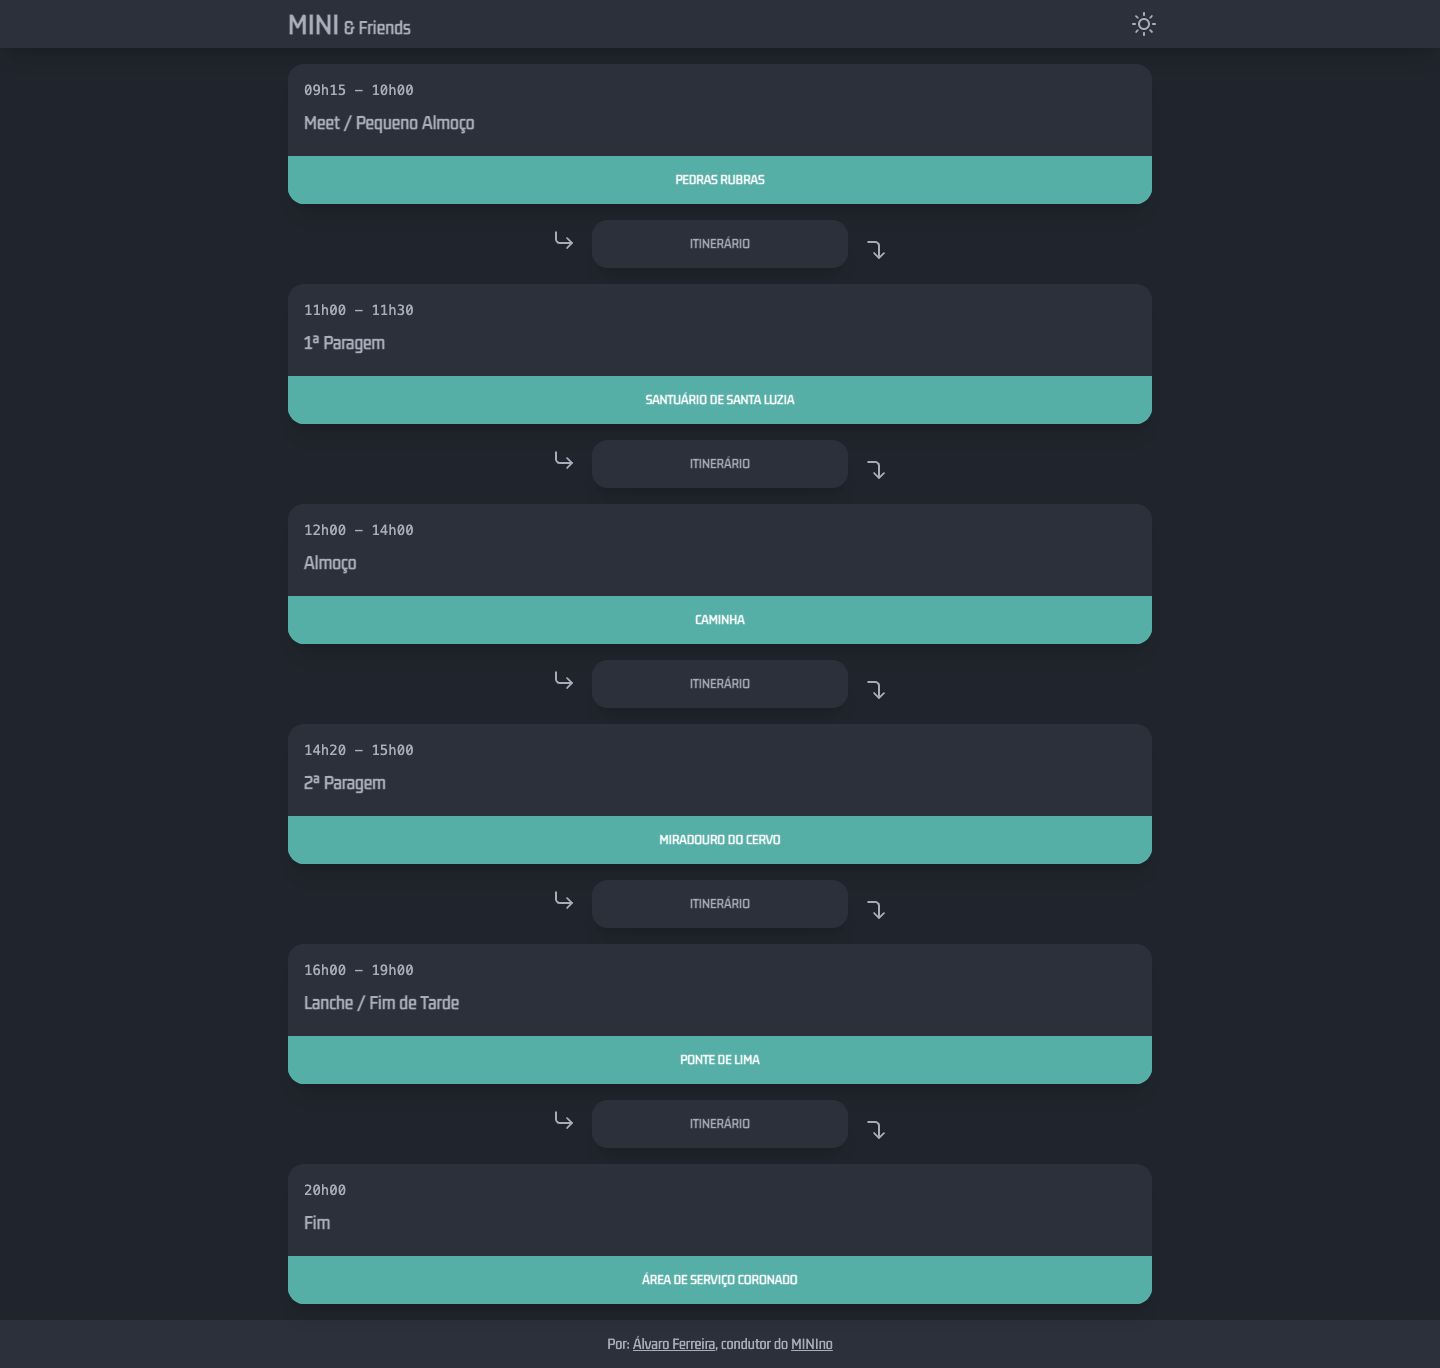 MINI & Friends
09h15 – 10h00
Meet / Pequeno Almoço
PEDRAS RUBRAS
ITINERÁRIO
11h00 – 11h30
1ª Paragem
SANTUÁRIO DE SANTA LUZIA
ITINERÁRIO
12h00 – 14h00
Almoço
CAMINHA
ITINERÁRIO
14h20 – 15h00
2ª Paragem
MIRADOURO DO CERVO
ITINERÁRIO
16h00 – 19h00
Lanche / Fim de Tarde
PONTE DE LIMA
ITINERÁRIO
20h00
Fim
ÁREA DE SERVIÇO CORONADO
Por: Álvaro Ferreira, condutor do MINIno